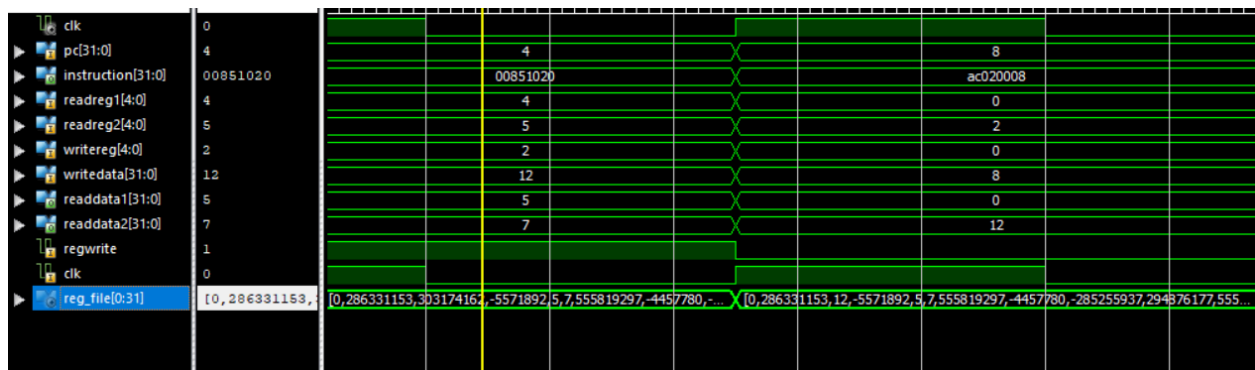 clk 0
pc[31:0] 4 4 8
instruction[31:0] 00851020 00851020 ac020008
readreg1[4:0] 4 4 0
readreg2[4:0] 5 5 2
writereg[4:0] 2 2 0
writedata[31:0] 12 12 8
readdata1[31:0] 5 5 0
readdata2[31:0] 7 7 12
regwrite 1
clk 0
reg_file[0:31] [0,286331153, [0,286331153,303174162,-5571892,5,7,555819297,-4457780,-... [0,286331153,12,-5571892,5,7,555819297,-4457780,-285255937,294876177,555...